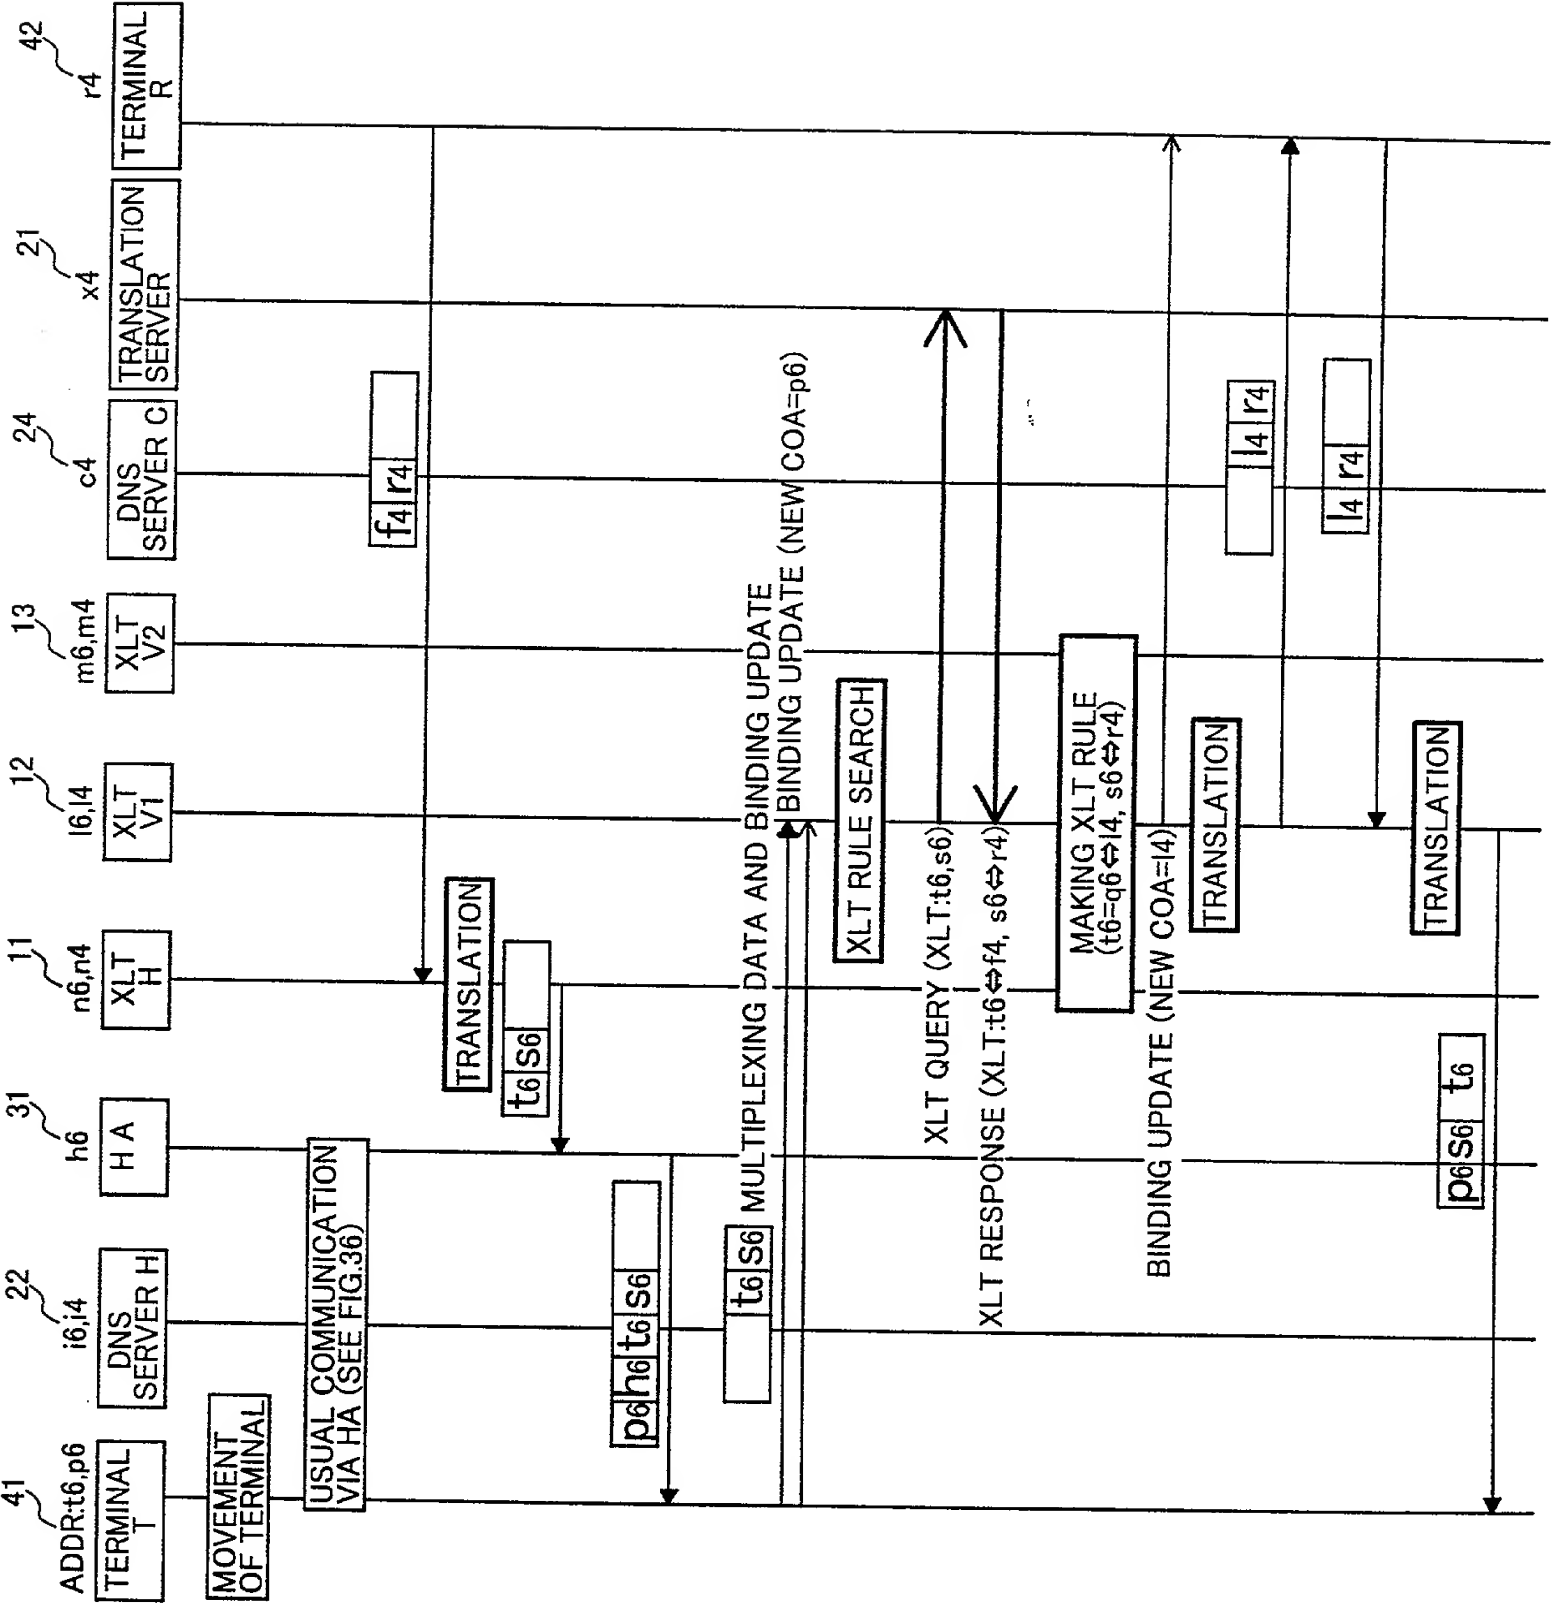 41
ADDR:t6,p6
TERMINAL
T
22
i6,i4
DNS
SERVER H
31
h6
H A
11
n6,n4
XLT
H
12
l6,l4
XLT
V1
13
m6,m4
XLT
V2
24
c4
DNS
SERVER C
21
x4
TRANSLATION
SERVER
42
r4
TERMINAL
R
MOVEMENT
OF TERMINAL
USUAL COMMUNICATION
VIA HA (SEE FIG.36)
f4 r4
TRANSLATION
t6 s6
p6 h6 t6 s6
t6 s6
MULTIPLEXING DATA AND BINDING UPDATE
BINDING UPDATE (NEW COA=p6)
XLT RULE SEARCH
XLT QUERY (XLT:t6,s6)
XLT RESPONSE (XLT:t6⇔f4, s6⇔r4)
MAKING XLT RULE
(t6=q6⇔l4, s6⇔r4)
BINDING UPDATE (NEW COA=l4)
TRANSLATION
l4 r4
l4 r4
TRANSLATION
p6 s6 t6